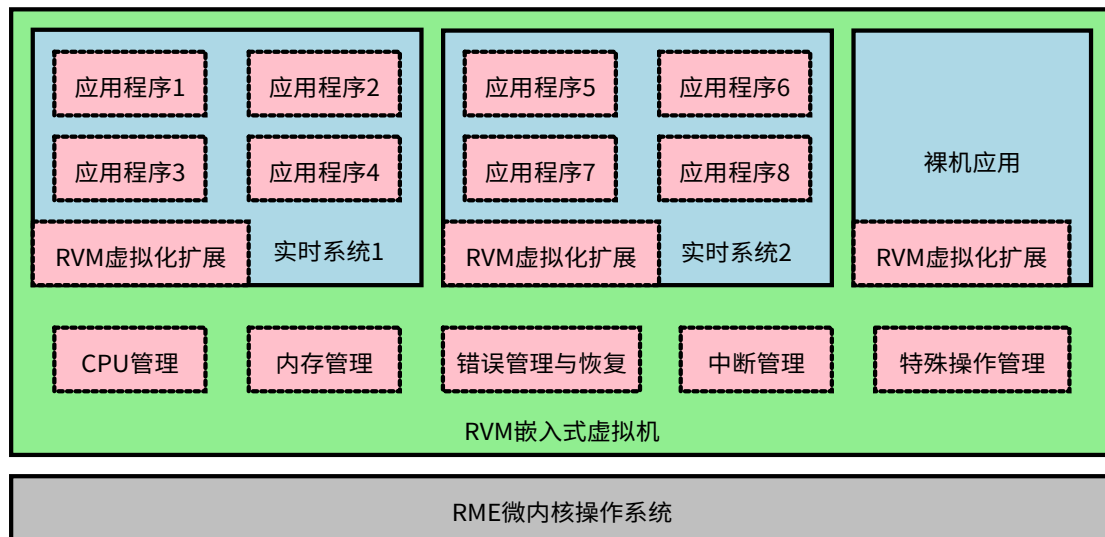 应用程序1
应用程序2
应用程序3
应用程序4
RVM虚拟化扩展
实时系统1
应用程序5
应用程序6
应用程序7
应用程序8
RVM虚拟化扩展
实时系统2
裸机应用
RVM虚拟化扩展
CPU管理
内存管理
错误管理与恢复
中断管理
特殊操作管理
RVM嵌入式虚拟机
RME微内核操作系统